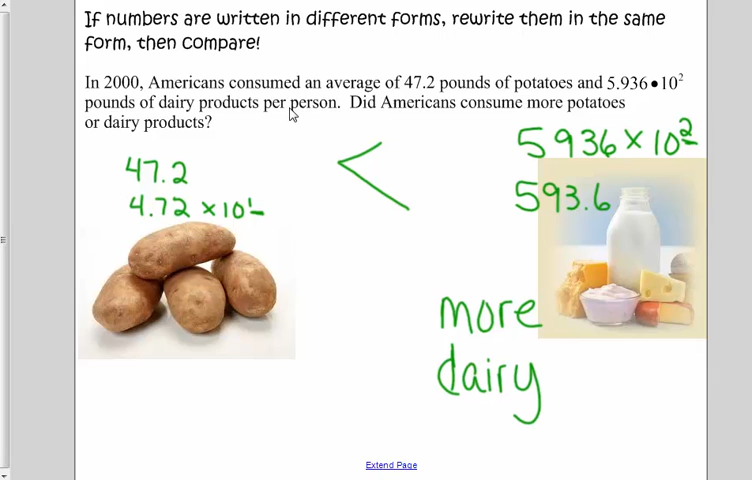 If numbers are written in different forms, rewrite them in the same
form, then compare!
In 2000, Americans consumed an average of 47.2 pounds of potatoes and 5.936•10²
pounds of dairy products per person. Did Americans consume more potatoes
or dairy products?
47.2
4.72 ×10¹
<
5936 × 10²
593.6
more
dairy
Extend Page